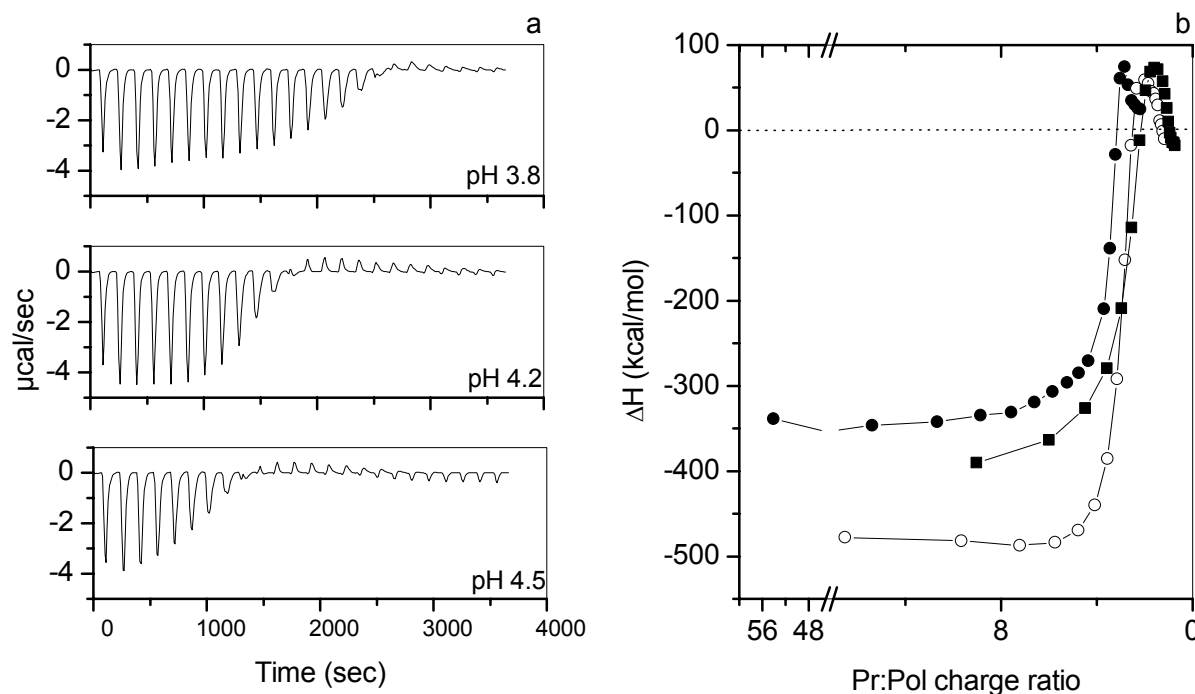 a
0
-2
-4
pH 3.8
0
-2
-4
pH 4.2
0
-2
-4
pH 4.5
0 1000 2000 3000 4000
µcal/sec
Time (sec)
b
100
0
-100
-200
-300
-400
-500
56 48 8 0
ΔH (kcal/mol)
Pr:Pol charge ratio